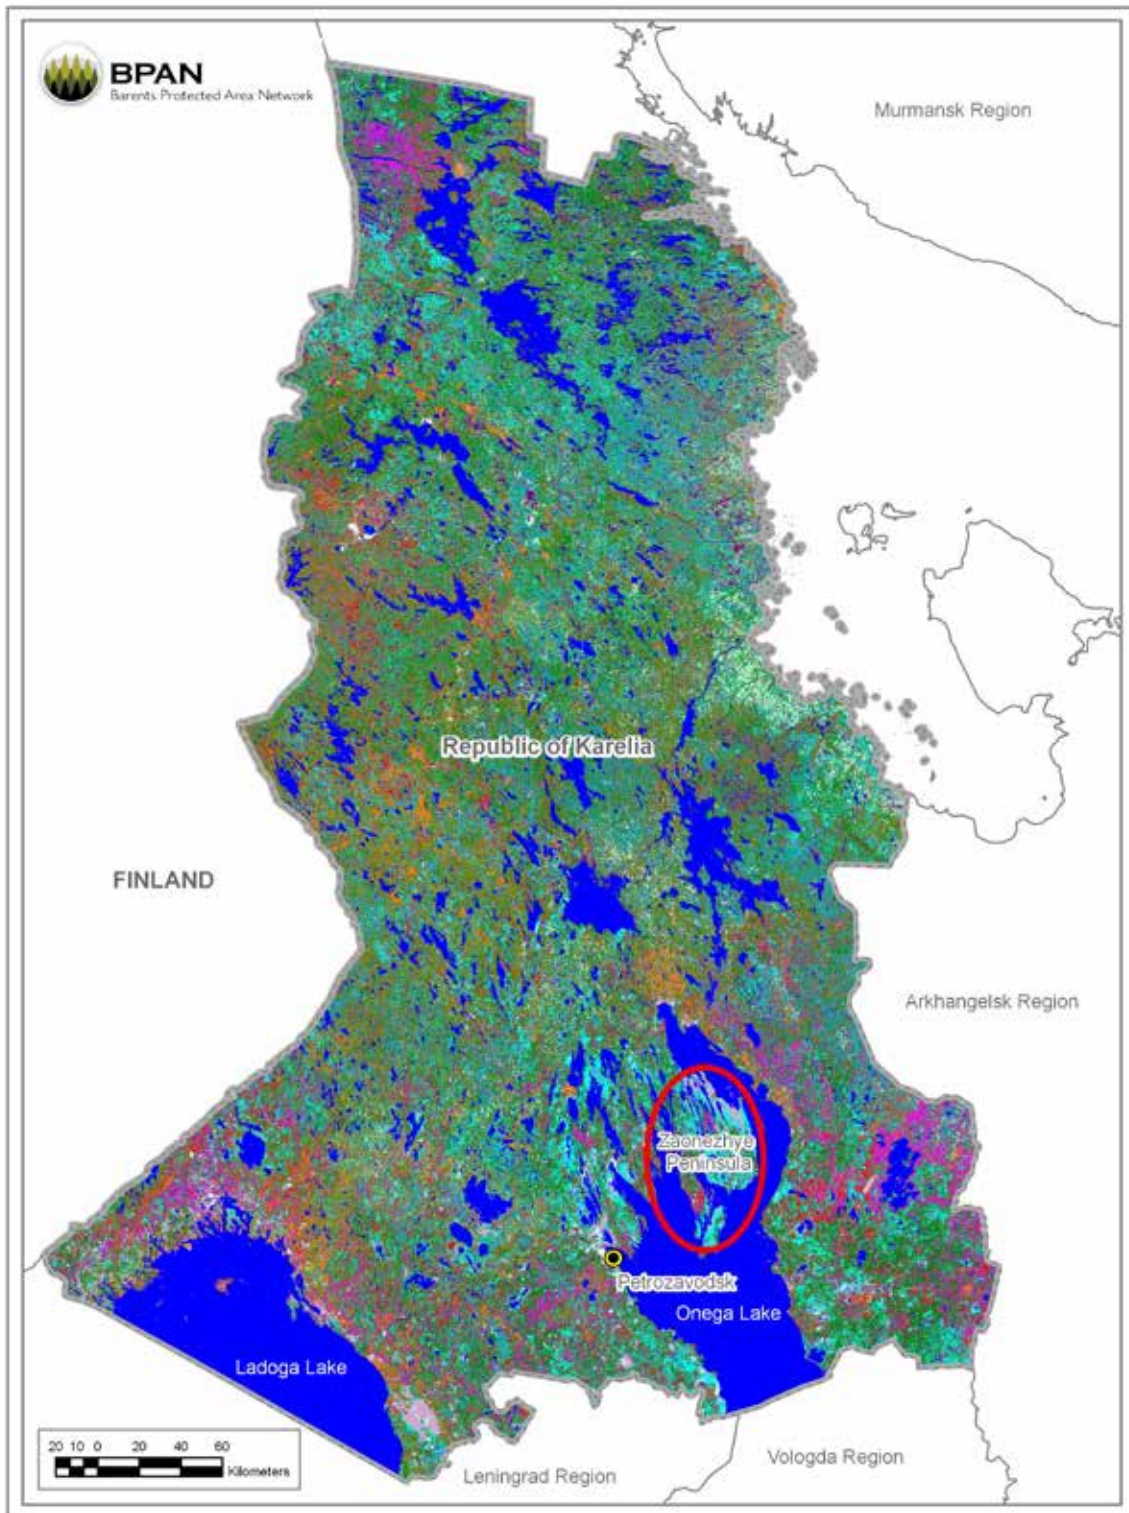 BPAN
Barents Protected Area Network
Murmansk Region
Republic of Karelia
FINLAND
Arkhangelsk Region
Zaonezhye
Peninsula
Petrozavodsk
Onega Lake
Ladoga Lake
20 10 0 20 40 60
Kilometers
Leningrad Region
Vologda Region